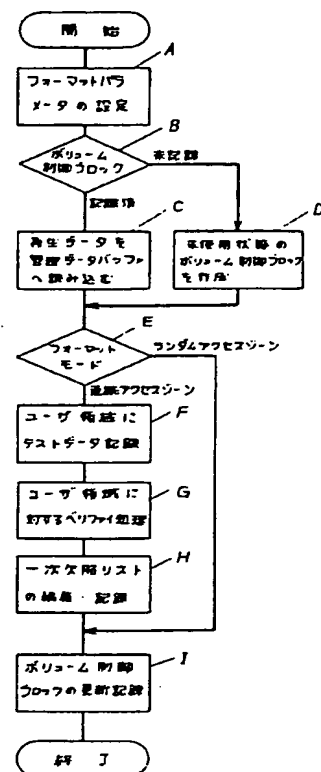 開始
A
フォーマットパラ
メータの設定
B
ボリューム
制御ブロック
未記録
記録済
C
再生データを
管理データバッファ
へ読み込む
D
未使用状態の
ボリューム制御ブロック
を作成
E
フォーマット
モード
ランダムアクセスゾーン
追記アクセスゾーン
F
ユーザ領域に
テストデータ記録
G
ユーザ領域に
対するベリファイ処理
H
一次欠陥リスト
の編集・記録
I
ボリューム制御
ブロックの更新記録
終了